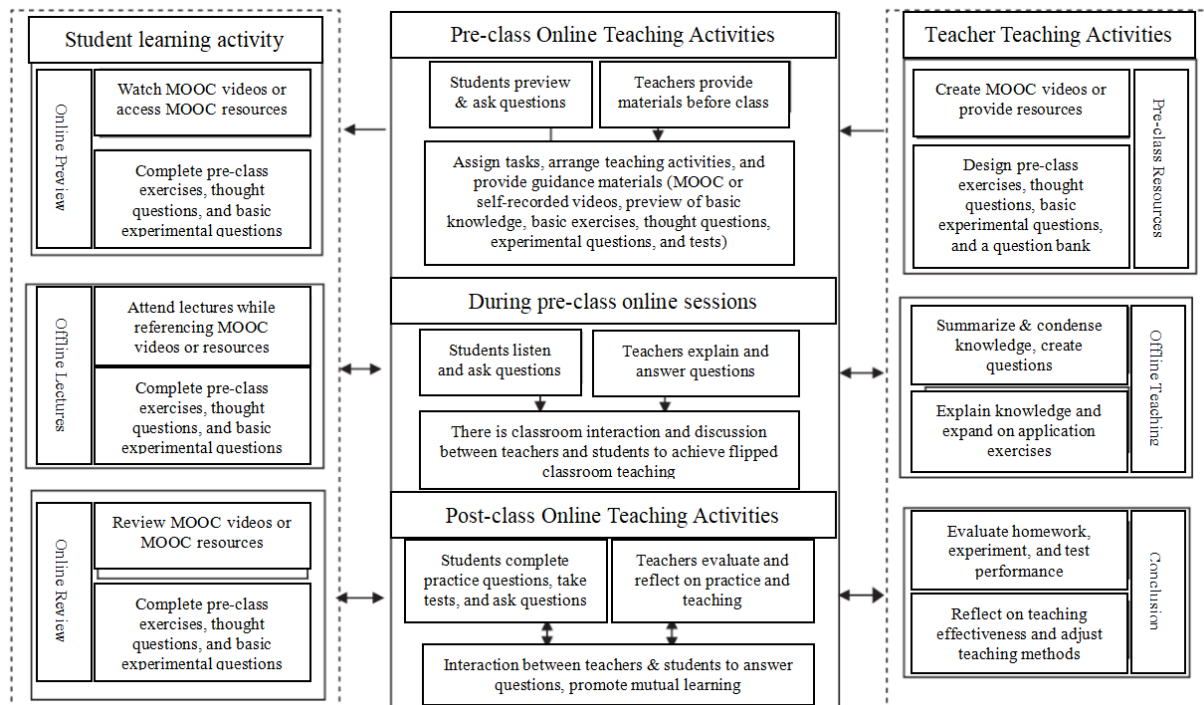 Student learning activity
Online Preview
Watch MOOC videos or
access MOOC resources
Complete pre-class
exercises, thought
questions, and basic
experimental questions
Offline Lectures
Attend lectures while
referencing MOOC
videos or resources
Complete pre-class
exercises, thought
questions, and basic
experimental questions
Online Review
Review MOOC videos or
MOOC resources
Complete pre-class
exercises, thought
questions, and basic
experimental questions
Pre-class Online Teaching Activities
Students preview
& ask questions
Teachers provide
materials before class
Assign tasks, arrange teaching activities, and
provide guidance materials (MOOC or
self-recorded videos, preview of basic
knowledge, basic exercises, thought questions,
experimental questions, and tests)
During pre-class online sessions
Students listen
and ask questions
Teachers explain and
answer questions
There is classroom interaction and discussion
between teachers and students to achieve flipped
classroom teaching
Post-class Online Teaching Activities
Students complete
practice questions, take
tests, and ask questions
Teachers evaluate and
reflect on practice and
teaching
Interaction between teachers & students to answer
questions, promote mutual learning
Teacher Teaching Activities
Create MOOC videos or
provide resources
Design pre-class
exercises, thought
questions, basic
experimental questions,
and a question bank
Pre-class Resources
Summarize & condense
knowledge, create
questions
Explain knowledge and
expand on application
exercises
Offline Teaching
Evaluate homework,
experiment, and test
performance
Reflect on teaching
effectiveness and adjust
teaching methods
Conclusion